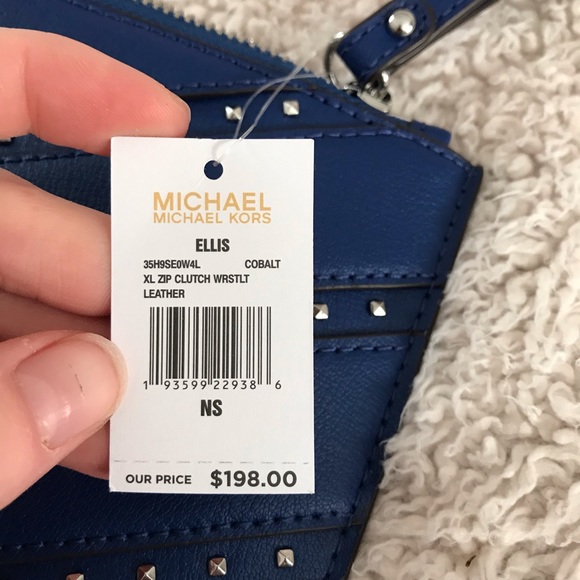 MICHAEL
MICHAEL KORS
ELLIS
35H9SE0W4L COBALT
XL ZIP CLUTCH WRSTLT
LEATHER
1 93599 22938 6
NS
OUR PRICE $198.00